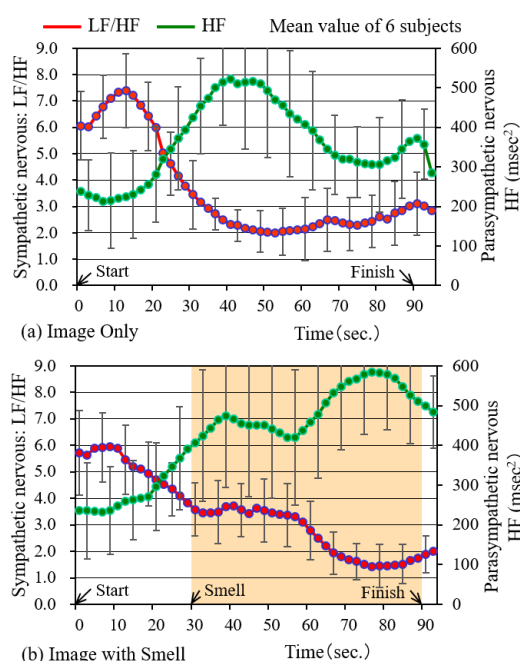 LF/HF HF Mean value of 6 subjects
9.0 8.0 7.0 6.0 5.0 4.0 3.0 2.0 1.0 0.0
Sympathetic nervous: LF/HF
600 500 400 300 200 100 0
Parasympathetic nervous
HF (msec²)
Start Finish
0 10 20 30 40 50 60 70 80 90
(a) Image Only Time(sec.)
9.0 8.0 7.0 6.0 5.0 4.0 3.0 2.0 1.0 0.0
Sympathetic nervous: LF/HF
600 500 400 300 200 100 0
Parasympathetic nervous
HF (msec²)
Start Smell Finish
0 10 20 30 40 50 60 70 80 90
(b) Image with Smell Time(sec.)